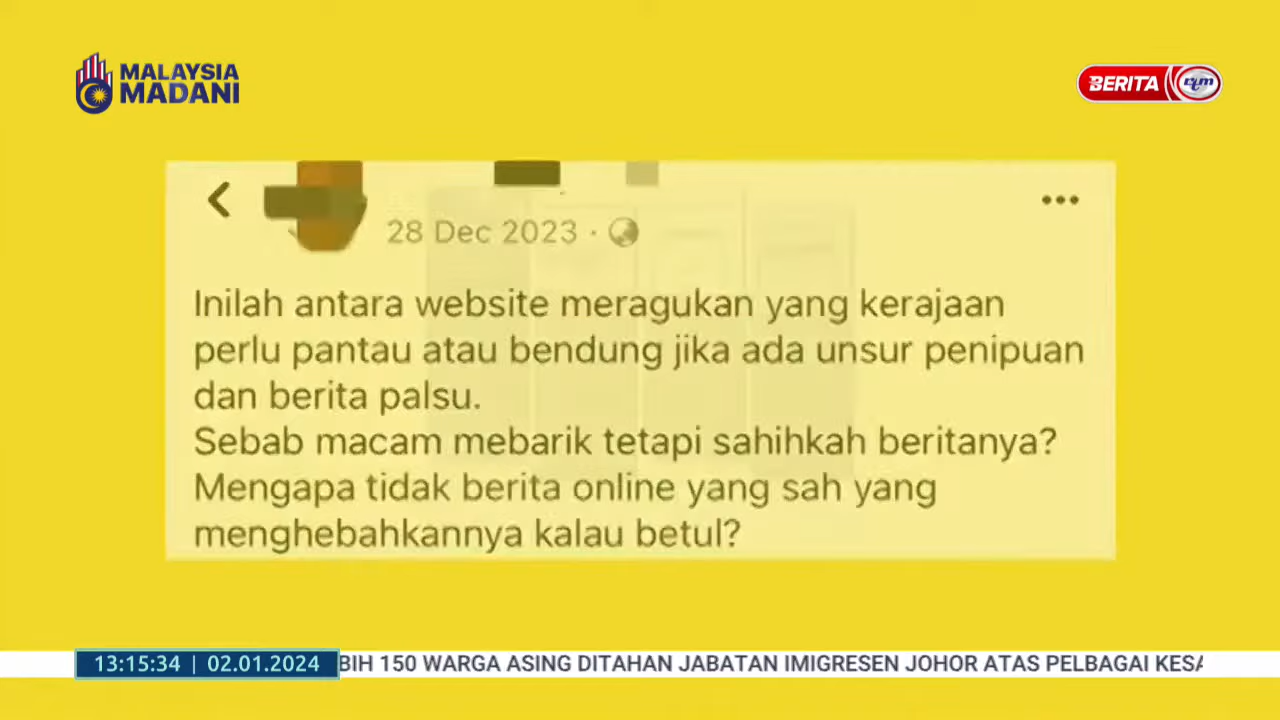 MALAYSIA
MADANI
BERITA rtm
28 Dec 2023 ·
Inilah antara website meragukan yang kerajaan
perlu pantau atau bendung jika ada unsur penipuan
dan berita palsu.
Sebab macam mebarik tetapi sahihkah beritanya?
Mengapa tidak berita online yang sah yang
menghebahkannya kalau betul?
13:15:34 | 02.01.2024
BIH 150 WARGA ASING DITAHAN JABATAN IMIGRESEN JOHOR ATAS PELBAGAI KESA